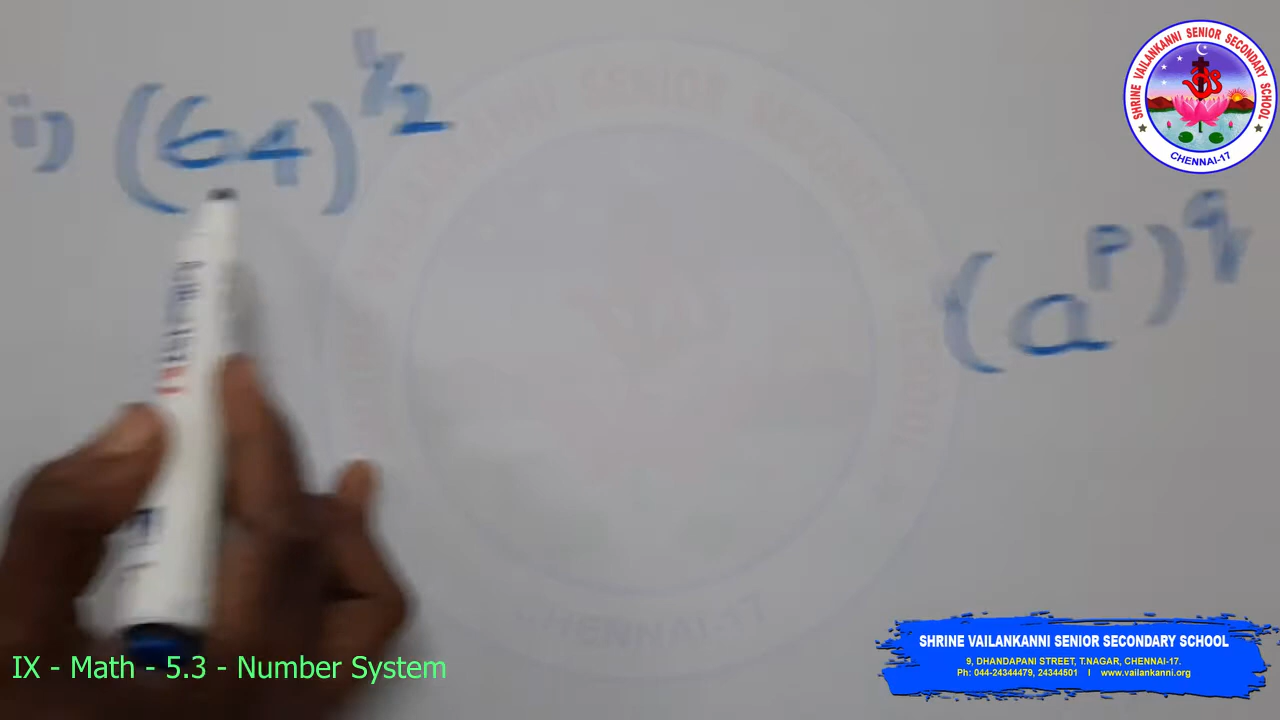 i) (64)^1/2
(a^p)^q/r
SHRINE VAILANKANNI SENIOR SECONDARY SCHOOL
CHENNAI-17
IX - Math - 5.3 - Number System
SHRINE VAILANKANNI SENIOR SECONDARY SCHOOL
9, DHANDAPANI STREET, T.NAGAR, CHENNAI-17.
Ph: 044-24344479, 24344501 I www.vailankanni.org